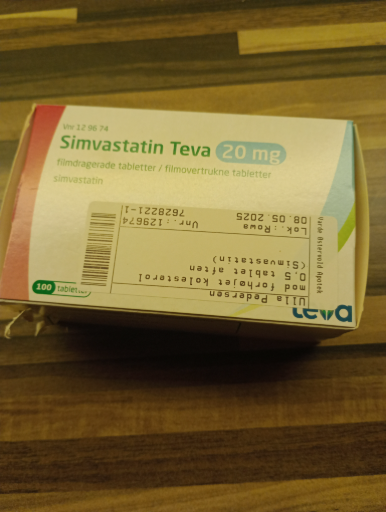 Vnr 12 96 74
Simvastatin Teva 20 mg
filmdragerade tabletter / filmovertrukne tabletter
simvastatin
100 tabletter
teva
Ulla Pedersen
mod forhøjet kolesterol
0.5 tablet aften
(Simvastatin)
Lok.:Rowa Vnr.:129674
08.05.2025 7628221-1
Apotek